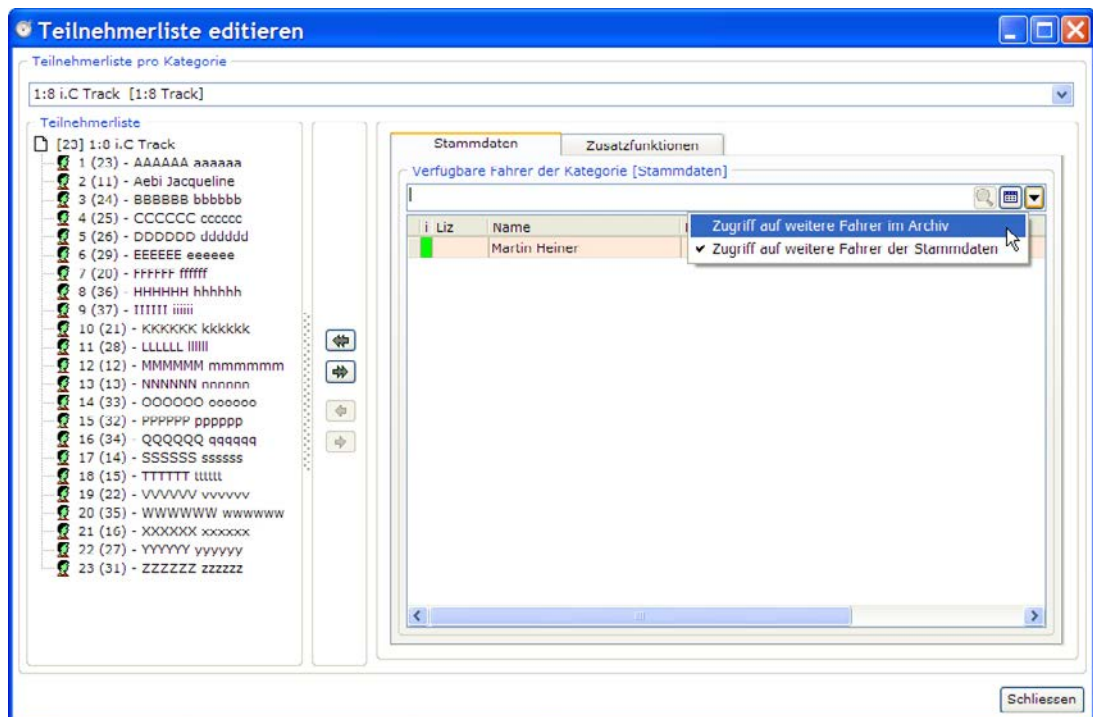 Teilnehmerliste editieren
Teilnehmerliste pro Kategorie
1:8 i.C Track [1:8 Track]
Teilnehmerliste
[23] 1:8 i.C Track
1 (23) - AAAAAA aaaaaa
2 (11) - Aebi Jacqueline
3 (24) - BBBBBB bbbbbb
4 (25) - CCCCCC cccccc
5 (26) - DDDDDD dddddd
6 (29) - EEEEEE eeeeee
7 (20) - FFFFFF ffffff
8 (36) - HHHHHH hhhhhh
9 (37) - IIIIII iiiiii
10 (21) - KKKKKK kkkkkk
11 (28) - LLLLLL llllll
12 (12) - MMMMMM mmmmmm
13 (13) - NNNNNN nnnnnn
14 (33) - OOOOOO oooooo
15 (32) - PPPPPP pppppp
16 (34) - QQQQQQ qqqqqq
17 (14) - SSSSSS ssssss
18 (15) - TTTTTT tttttt
19 (22) - VVVVVV vvvvvv
20 (35) - WWWWWW wwwwww
21 (16) - XXXXXX xxxxxx
22 (27) - YYYYYY yyyyyy
23 (31) - ZZZZZZ zzzzzz
Stammdaten Zusatzfunktionen
Verfügbare Fahrer der Kategorie [Stammdaten]
i Liz Name
Martin Heiner
Zugriff auf weitere Fahrer im Archiv
✔ Zugriff auf weitere Fahrer der Stammdaten
Schliessen